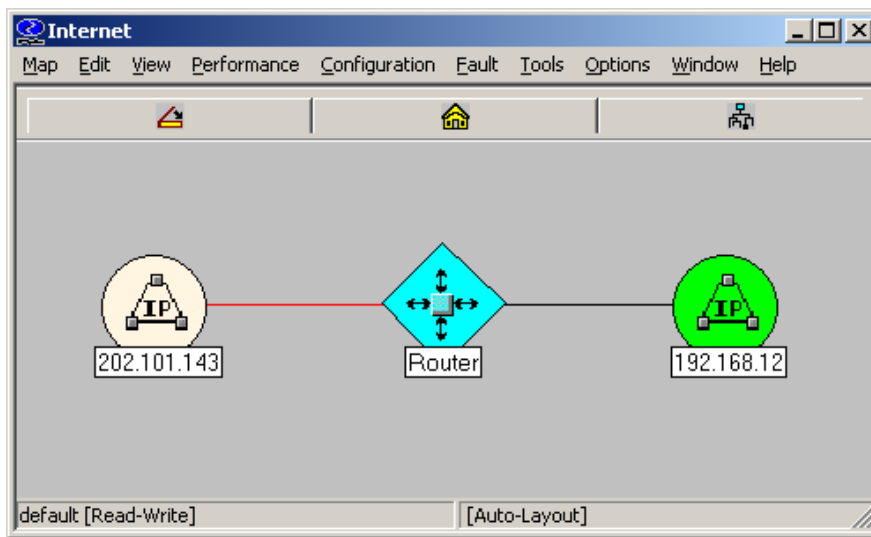 Internet
Map Edit View Performance Configuration Fault Tools Options Window Help
IP IP
202.101.143 Router 192.168.12
default [Read-Write] [Auto-Layout]